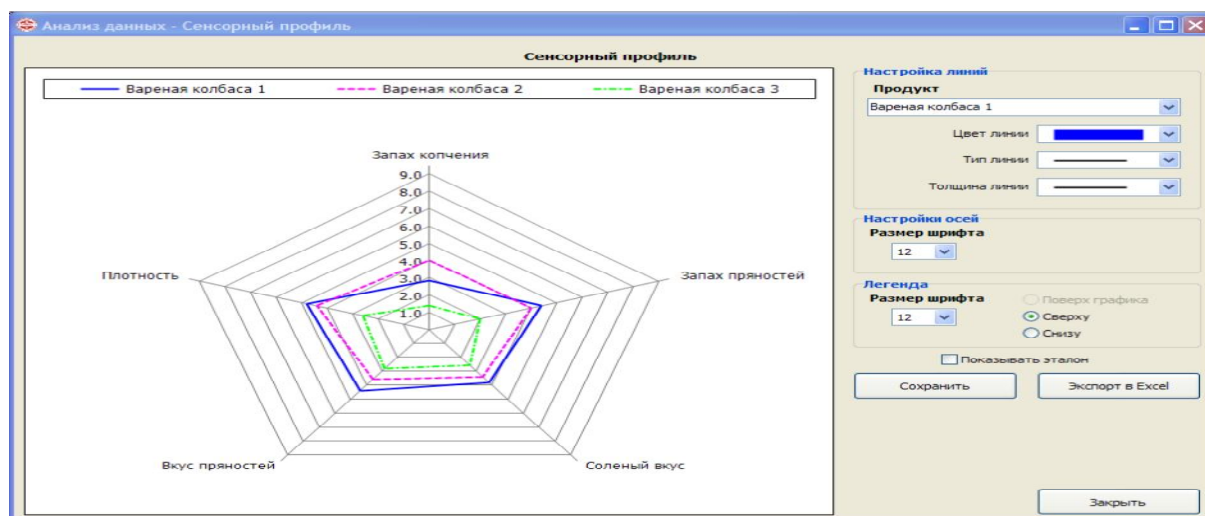 Анализ данных - Сенсорный профиль
Сенсорный профиль
Вареная колбаса 1 Вареная колбаса 2 Вареная колбаса 3
Запах копчения
9.0
8.0
7.0
6.0
5.0
4.0
3.0
2.0
1.0
Плотность
Запах пряностей
Вкус пряностей
Соленый вкус
Настройка линий
Продукт
Вареная колбаса 1
Цвет линии
Тип линии
Толщина линии
Настройки осей
Размер шрифта
12
Легенда
Размер шрифта
12
Поверх графика
Сверху
Снизу
Показывать эталон
Сохранить Экспорт в Excel
Закрыть